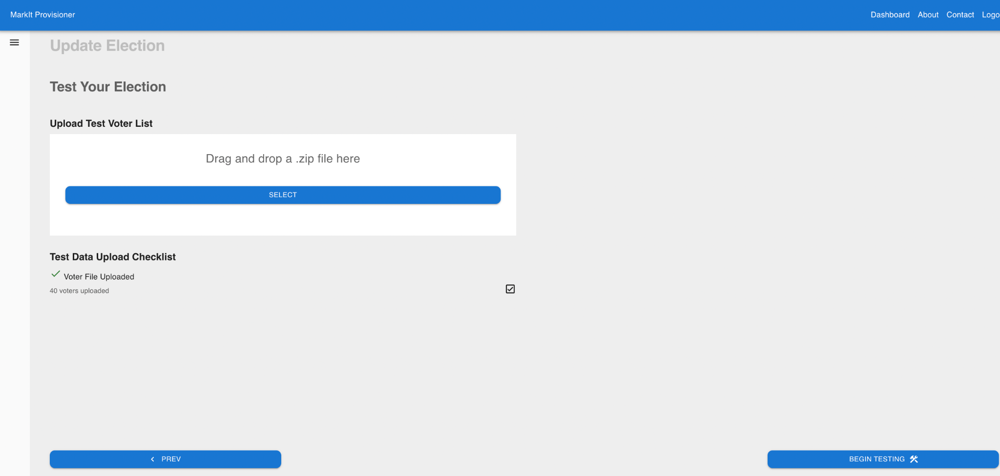 MarkIt Provisioner
Dashboard About Contact Logo
Update Election
Test Your Election
Upload Test Voter List
Drag and drop a .zip file here
SELECT
Test Data Upload Checklist
Voter File Uploaded
40 voters uploaded
PREV
BEGIN TESTING